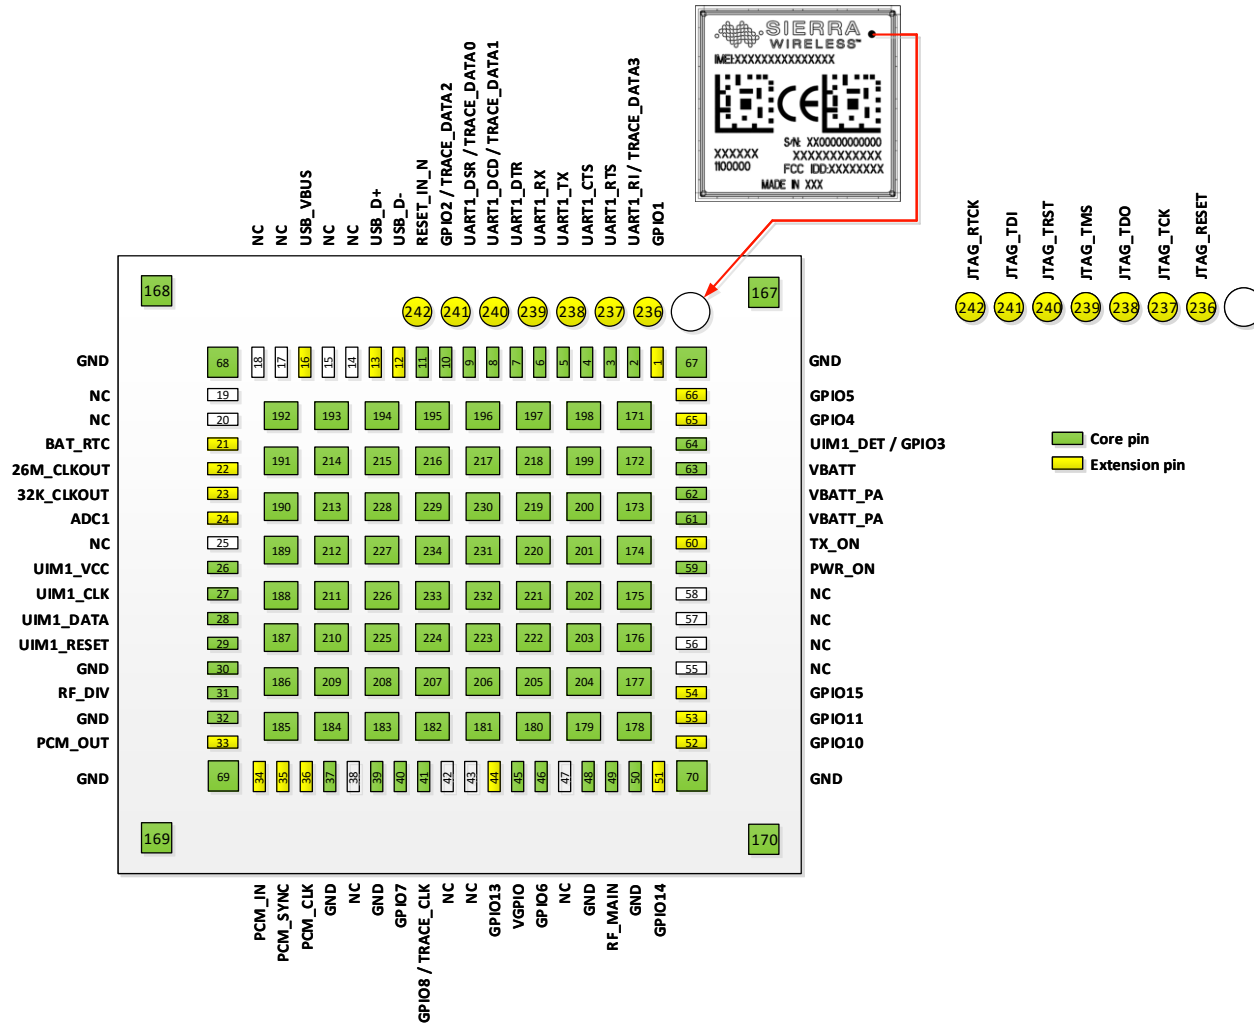 SIERRA
WIRELESS™
IMEI:XXXXXXXXXXXXXXX
CE
S/N: XX00000000000
XXXXXX
XXXXXXXXXXXX
1100000
FCC IDD:XXXXXXXX
MADE IN XXX
NC
NC
USB_VBUS
NC
NC
USB_D+
USB_D-
RESET_IN_N
GPIO2 / TRACE_DATA2
UART1_DSR / TRACE_DATA0
UART1_DCD / TRACE_DATA1
UART1_DTR
UART1_RX
UART1_TX
UART1_CTS
UART1_RTS
UART1_RI / TRACE_DATA3
GPIO1
JTAG_RTCK
JTAG_TDI
JTAG_TRST
JTAG_TMS
JTAG_TDO
JTAG_TCK
JTAG_RESET
242 241 240 239 238 237 236
168
167
242 241 240 239 238 237 236
GND 68 18 17 16 15 14 13 12 11 10 9 8 7 6 5 4 3 2 1 67 GND
NC 19 66 GPIO5
192 193 194 195 196 197 198 171
NC 20 65 GPIO4
BAT_RTC 21 64 UIM1_DET / GPIO3
191 214 215 216 217 218 199 172
26M_CLKOUT 22 63 VBATT
32K_CLKOUT 23 62 VBATT_PA
190 213 228 229 230 219 200 173
ADC1 24 61 VBATT_PA
NC 25 60 TX_ON
189 212 227 234 231 220 201 174
UIM1_VCC 26 59 PWR_ON
UIM1_CLK 27 58 NC
188 211 226 233 232 221 202 175
UIM1_DATA 28 57 NC
187 210 225 224 223 222 203 176
UIM1_RESET 29 56 NC
GND 30 55 NC
186 209 208 207 206 205 204 177
RF_DIV 31 54 GPIO15
GND 32 53 GPIO11
185 184 183 182 181 180 179 178
PCM_OUT 33 52 GPIO10
GND 69 34 35 36 37 38 39 40 41 42 43 44 45 46 47 48 49 50 51 70 GND
169
170
PCM_IN
PCM_SYNC
PCM_CLK
GND
NC
GND
GPIO7
GPIO8 / TRACE_CLK
NC
NC
GPIO13
VGPIO
GPIO6
NC
GND
RF_MAIN
GND
GPIO14
Core pin
Extension pin